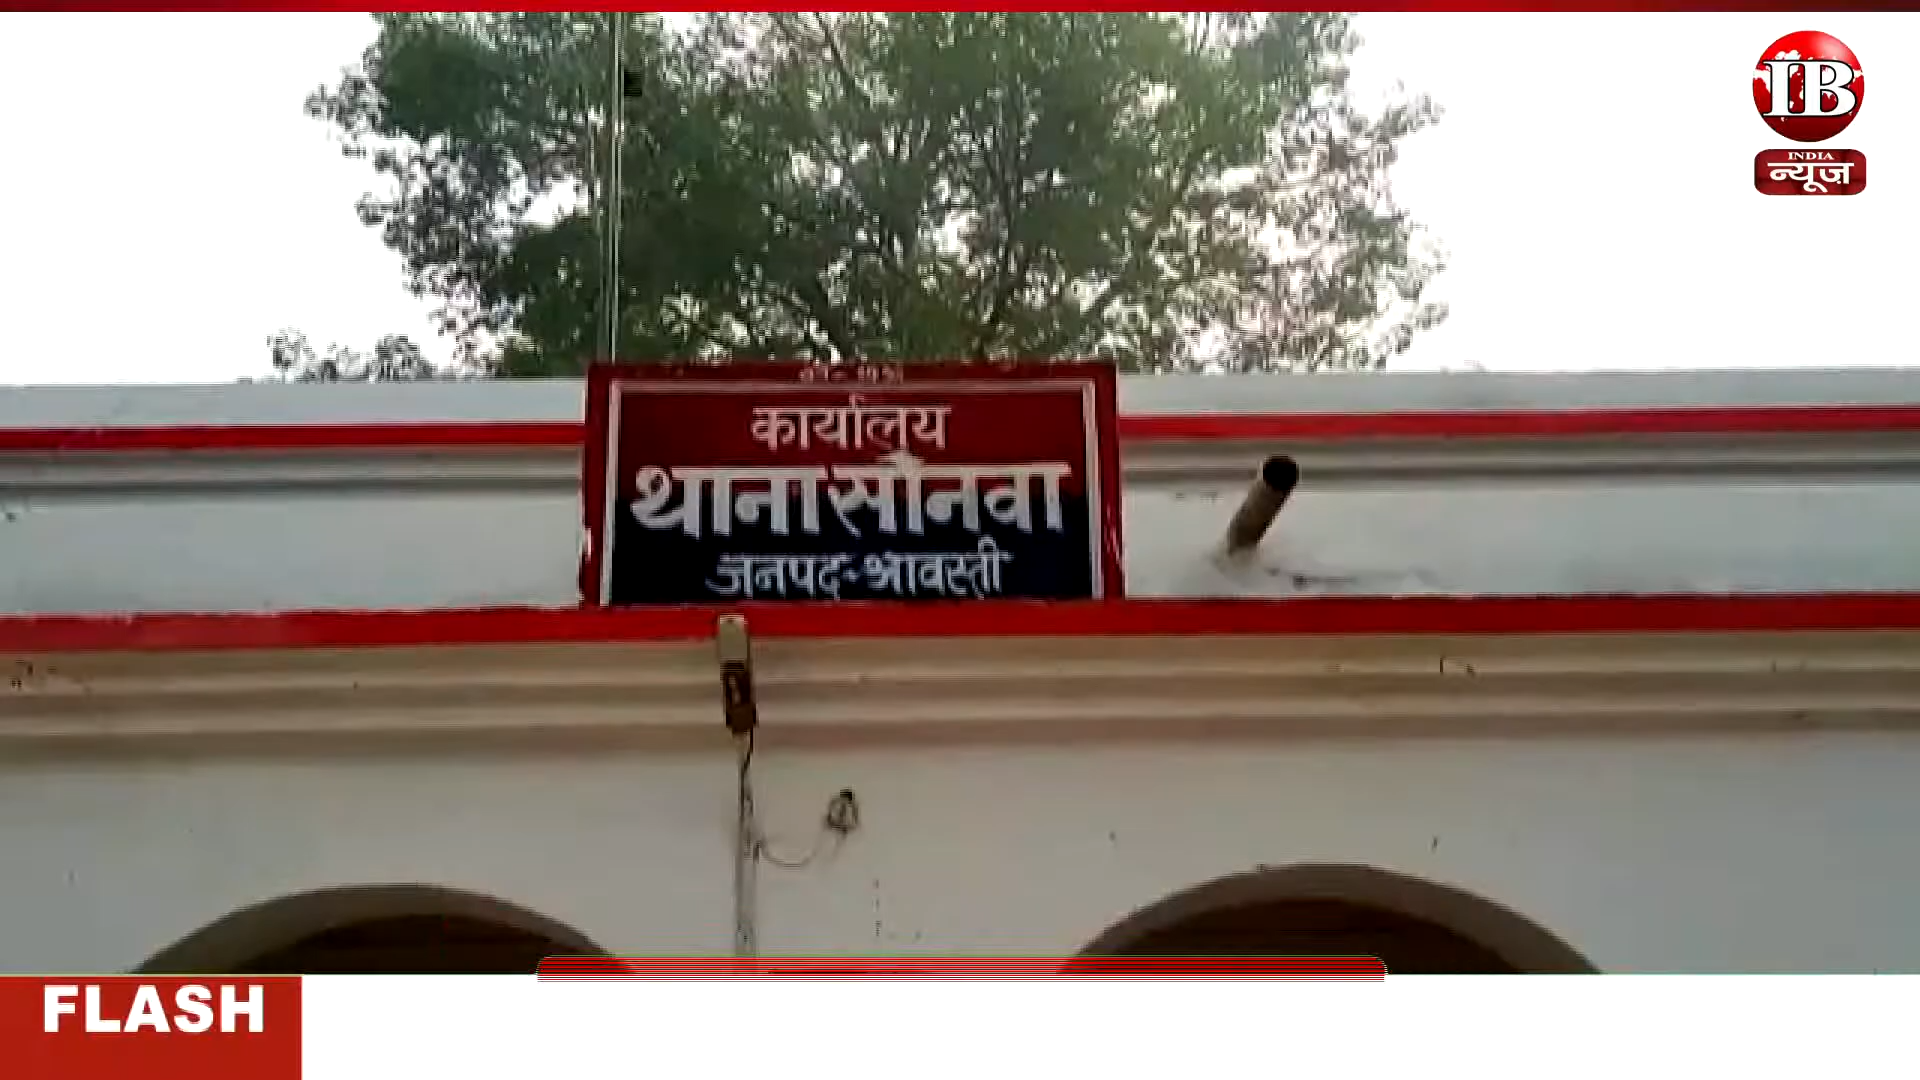 IB
INDIA
न्यूज़
कार्यालय
थाना सोनवा
जनपद-श्रावस्ती
FLASH